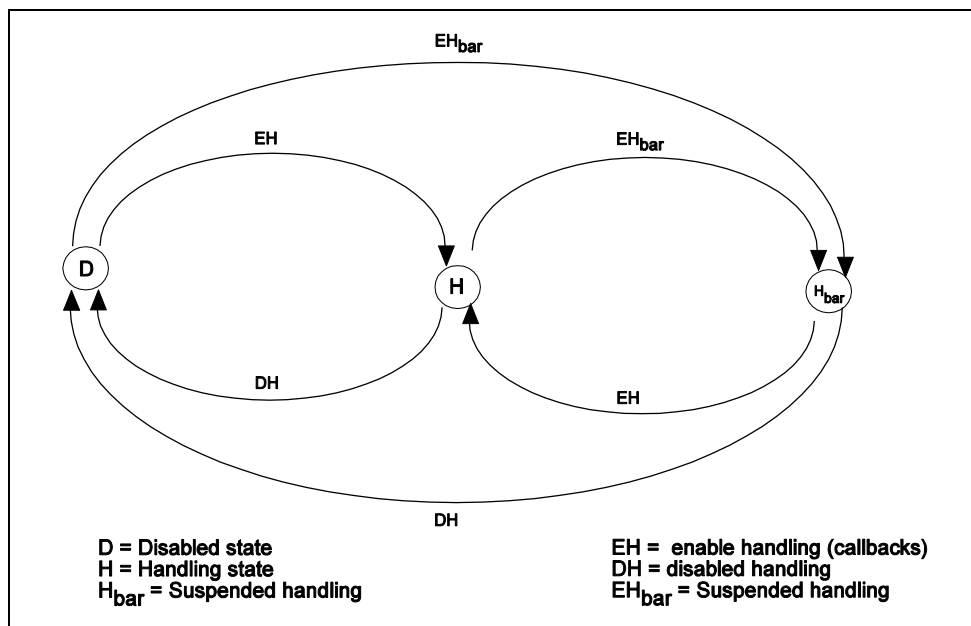 EHbar
EH
EHbar
D
H
Hbar
DH
EH
DH
D = Disabled state
H = Handling state
Hbar = Suspended handling
EH = enable handling (callbacks)
DH = disabled handling
EHbar = Suspended handling